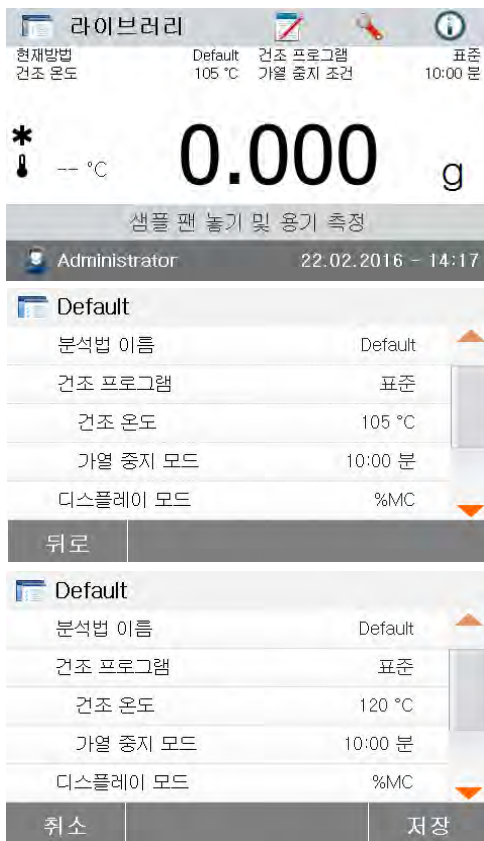 라이브러리
현재방법 Default 건조 프로그램 표준
건조 온도 105 °C 가열 중지 조건 10:00 분
-- °C 0.000 g
샘플 팬 놓기 및 용기 측정
Administrator 22.02.2016 - 14:17
Default
분석법 이름 Default
건조 프로그램 표준
건조 온도 105 °C
가열 중지 모드 10:00 분
디스플레이 모드 %MC
뒤로
Default
분석법 이름 Default
건조 프로그램 표준
건조 온도 120 °C
가열 중지 모드 10:00 분
디스플레이 모드 %MC
취소 저장